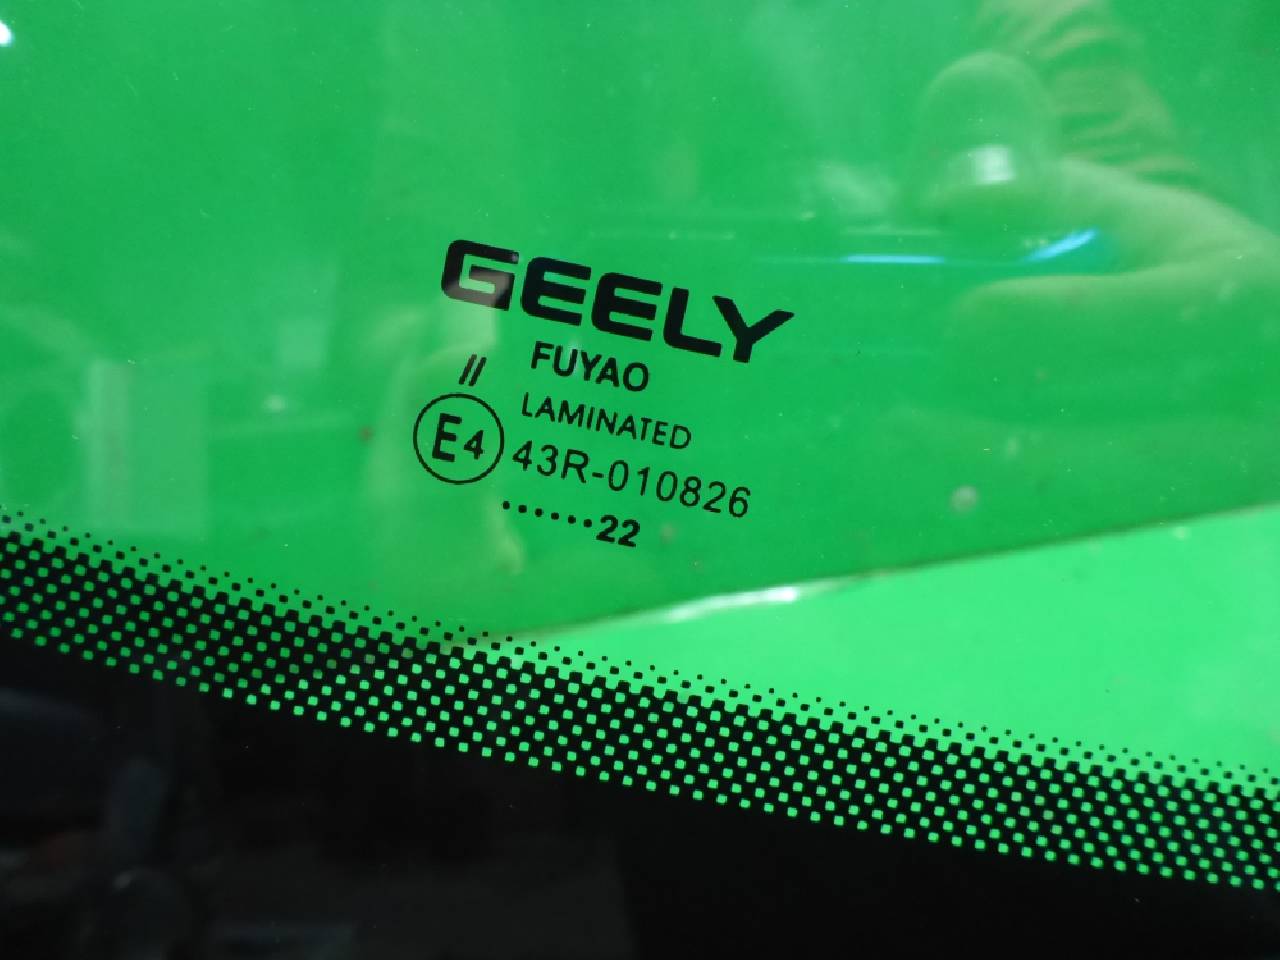 GEELY
FUYAO
//
LAMINATED
E4 43R-010826
......22